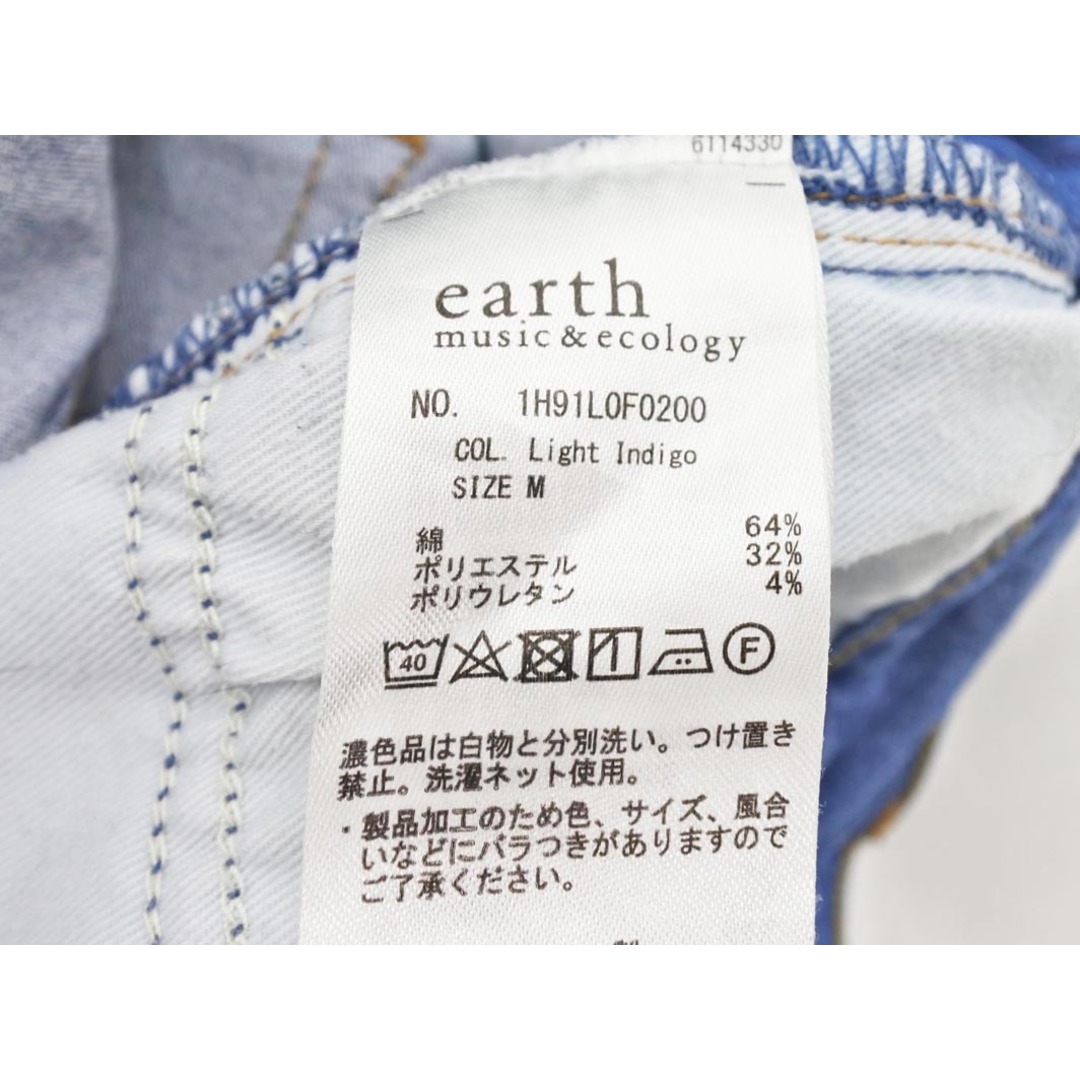 6114330
earth
music & ecology
NO. 1H91L0F0200
COL. Light Indigo
SIZE M
綿 64%
ポリエステル 32%
ポリウレタン 4%
40 F
濃色品は白物と分別洗い。つけ置き
禁止。洗濯ネット使用。
・製品加工のため色、サイズ、風合
いなどにバラつきがありますので
ご了承ください。